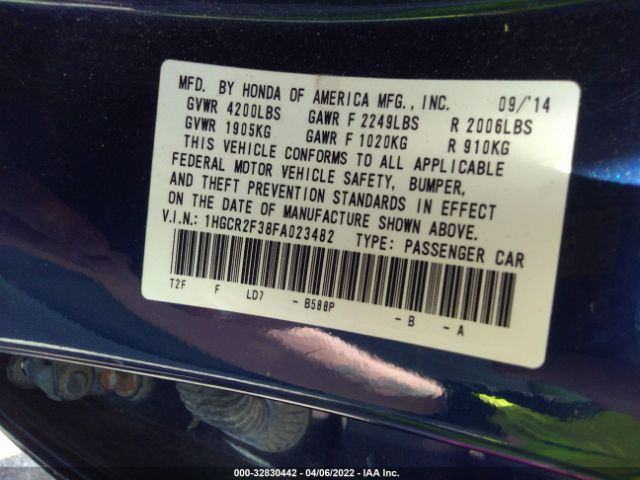 MFD. BY HONDA OF AMERICA MFG., INC. 09/'14
GVWR 4200LBS GAWR F 2249LBS R 2006LBS
GVWR 1905KG GAWR F 1020KG R 910KG
THIS VEHICLE CONFORMS TO ALL APPLICABLE
FEDERAL MOTOR VEHICLE SAFETY, BUMPER,
AND THEFT PREVENTION STANDARDS IN EFFECT
ON THE DATE OF MANUFACTURE SHOWN ABOVE.
V.I.N.: 1HGCR2F38FA023482 TYPE: PASSENGER CAR
T2F F LD7 -B588P -B -A
000-32830442 - 04/06/2022 - IAA Inc.